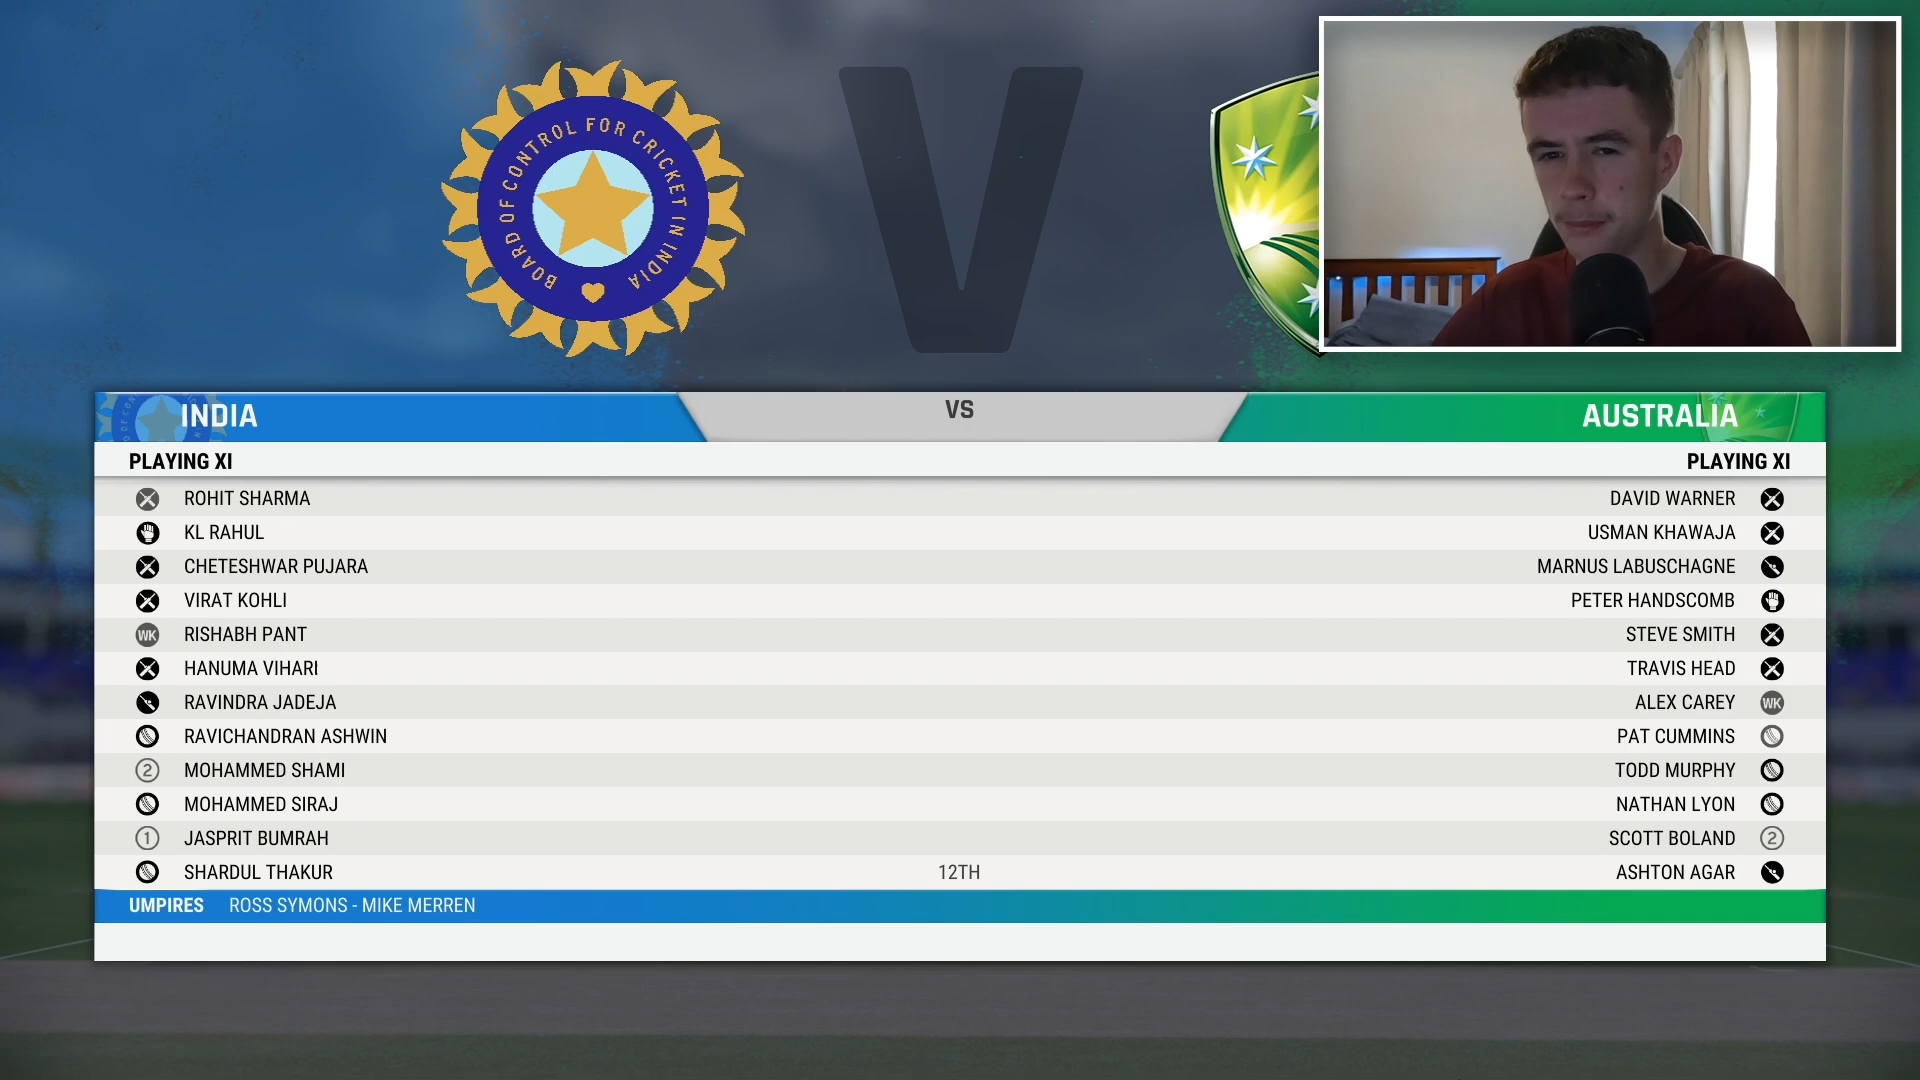 BOARD OF CONTROL FOR CRICKET IN INDIA
V
INDIA
VS
AUSTRALIA
PLAYING XI
PLAYING XI
ROHIT SHARMA
DAVID WARNER
KL RAHUL
USMAN KHAWAJA
CHETESHWAR PUJARA
MARNUS LABUSCHAGNE
VIRAT KOHLI
PETER HANDSCOMB
WK RISHABH PANT
STEVE SMITH
HANUMA VIHARI
TRAVIS HEAD
RAVINDRA JADEJA
ALEX CAREY WK
RAVICHANDRAN ASHWIN
PAT CUMMINS
2 MOHAMMED SHAMI
TODD MURPHY
MOHAMMED SIRAJ
NATHAN LYON
1 JASPRIT BUMRAH
SCOTT BOLAND 2
SHARDUL THAKUR
12TH
ASHTON AGAR
UMPIRES ROSS SYMONS - MIKE MERREN